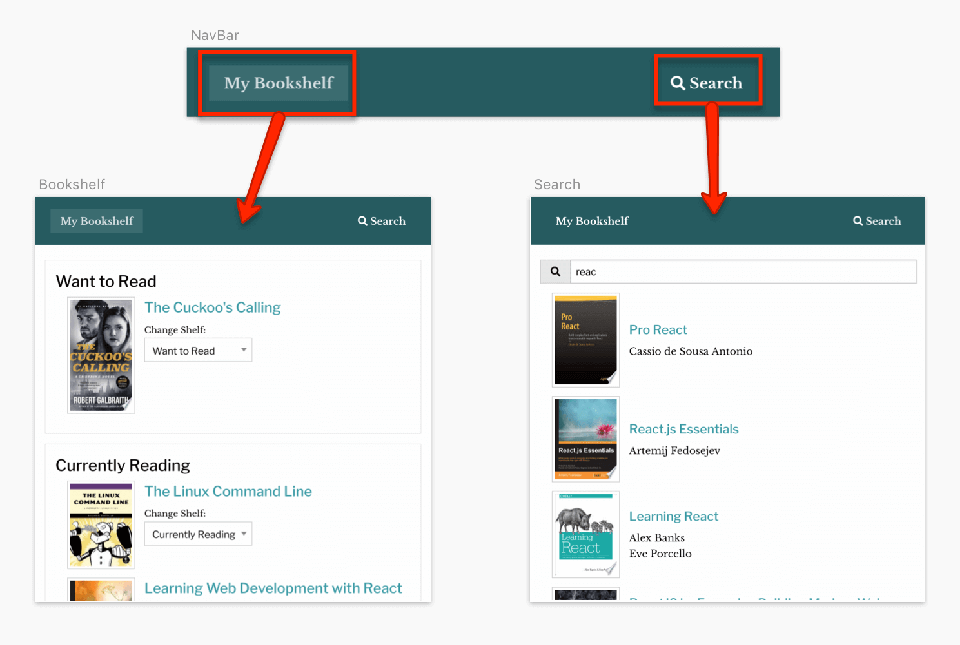 NavBar
My Bookshelf
Search
Bookshelf
My Bookshelf
Search
Want to Read
The Cuckoo's Calling
Change Shelf:
Want to Read
THE
CUCKOO'S
CALLING
ROBERT GALBRAITH
Currently Reading
The Linux Command Line
Change Shelf:
Currently Reading
THE LINUX
COMMAND LINE
Learning Web Development with React
Search
My Bookshelf
Search
reac
Pro
React
Pro React
Cassio de Sousa Antonio
React.js Essentials
React.js Essentials
Artemij Fedosejev
Learning
React
Learning React
Alex Banks
Eve Porcello